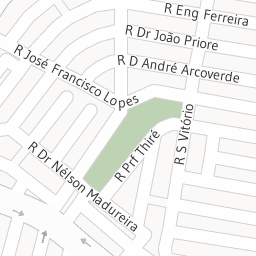 R Eng Ferreira
R Dr João Priore
R D André Arcoverde
R José Francisco Lopes
R S Vitório
R Prf Thiré
R Dr Nélson Madureira